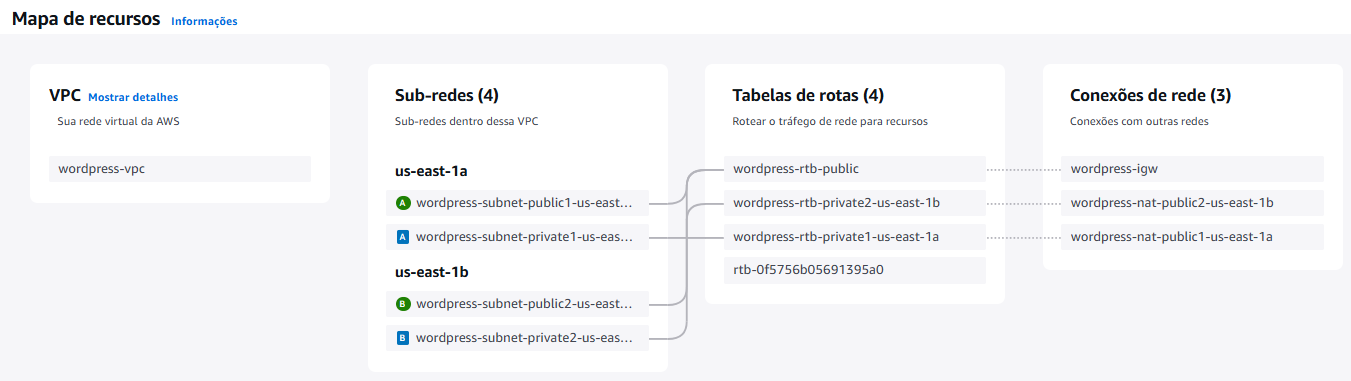 Mapa de recursos Informações
VPC Mostrar detalhes
Sua rede virtual da AWS
wordpress-vpc
Sub-redes (4)
Sub-redes dentro dessa VPC
us-east-1a
A wordpress-subnet-public1-us-east...
A wordpress-subnet-private1-us-eas...
us-east-1b
B wordpress-subnet-public2-us-east...
B wordpress-subnet-private2-us-eas...
Tabelas de rotas (4)
Rotear o tráfego de rede para recursos
wordpress-rtb-public
wordpress-rtb-private2-us-east-1b
wordpress-rtb-private1-us-east-1a
rtb-0f5756b05691395a0
Conexões de rede (3)
Conexões com outras redes
wordpress-igw
wordpress-nat-public2-us-east-1b
wordpress-nat-public1-us-east-1a